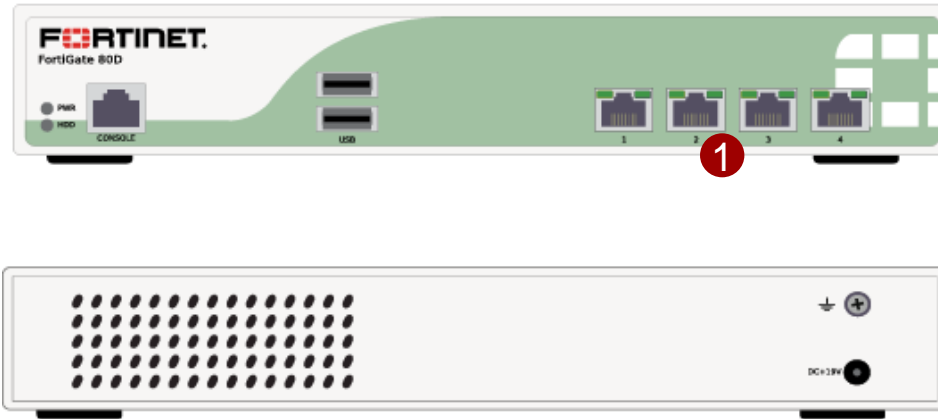 FORTINET.
FortiGate 80D
PWR
HDD
CONSOLE
USB
1 2 3 4
1
DC+19V